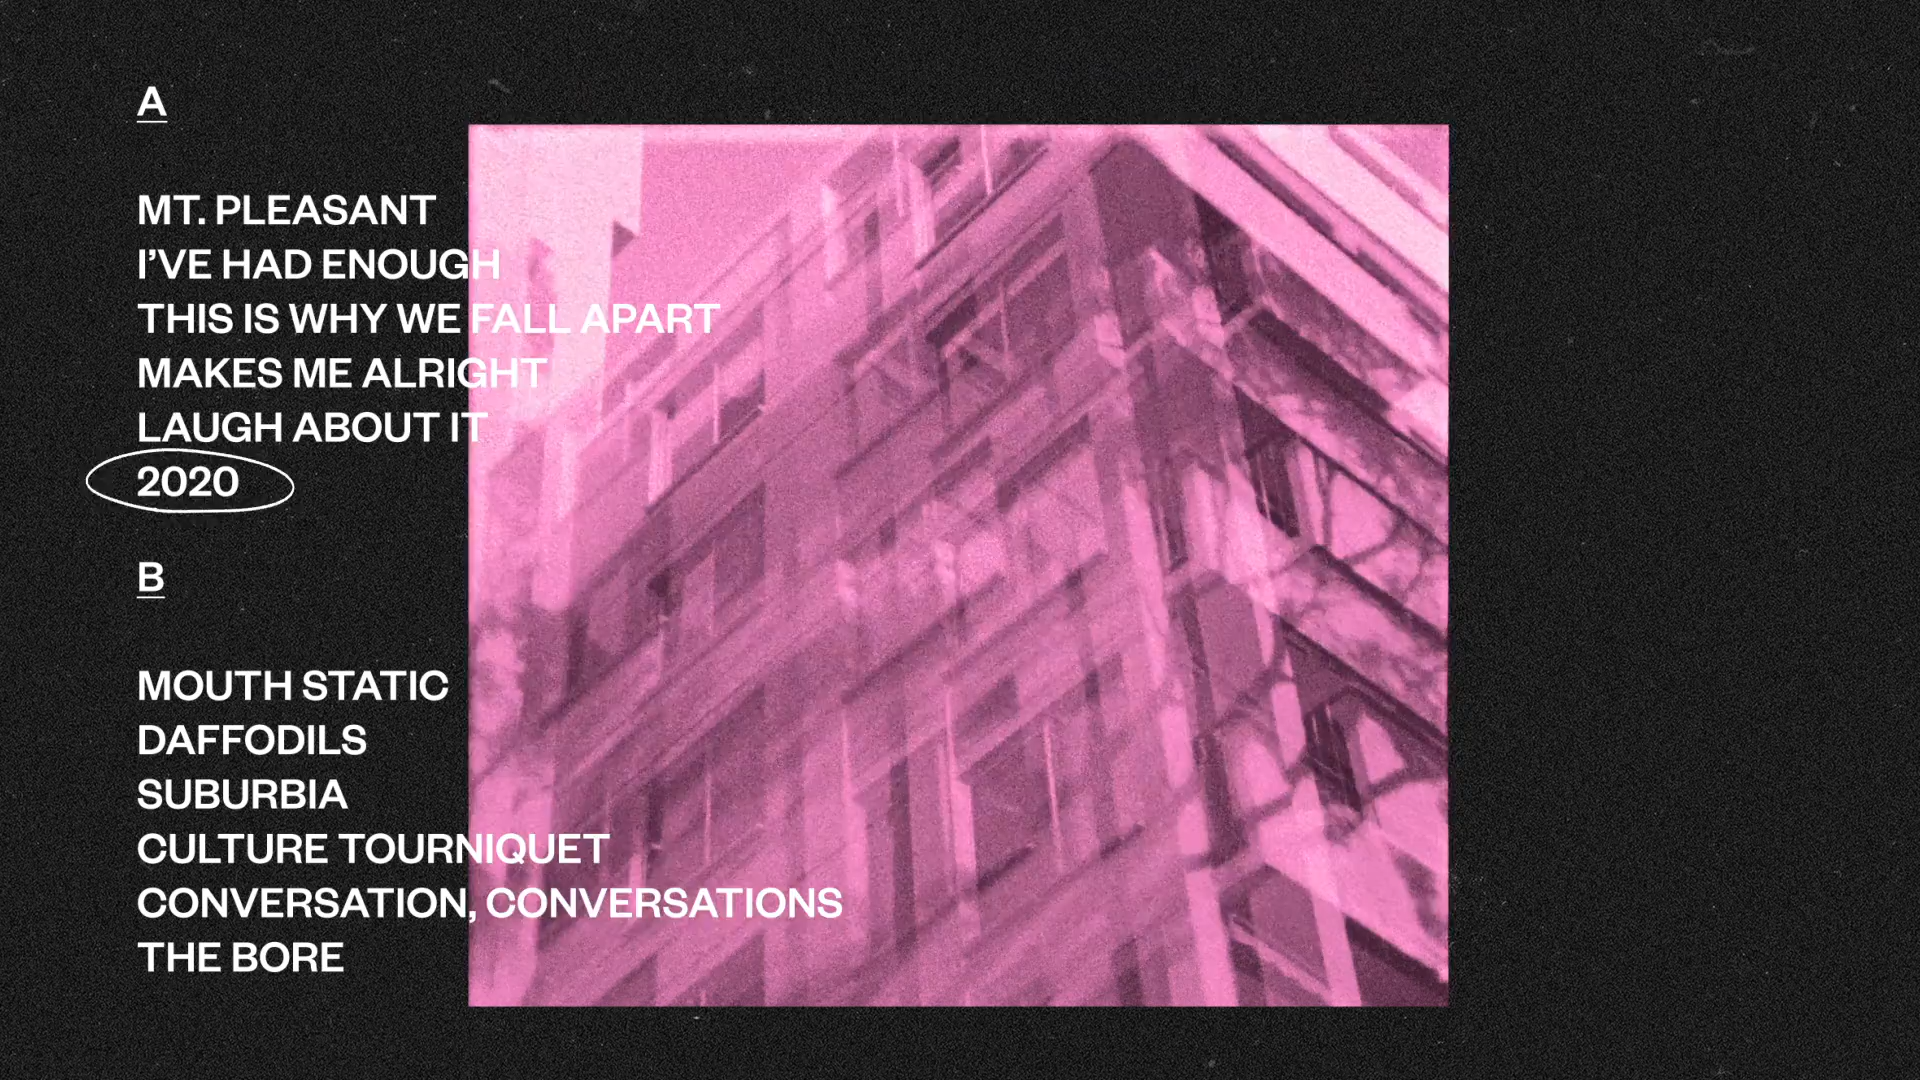 A
MT. PLEASANT
I’VE HAD ENOUGH
THIS IS WHY WE FALL APART
MAKES ME ALRIGHT
LAUGH ABOUT IT
2020
B
MOUTH STATIC
DAFFODILS
SUBURBIA
CULTURE TOURNIQUET
CONVERSATION, CONVERSATIONS
THE BORE